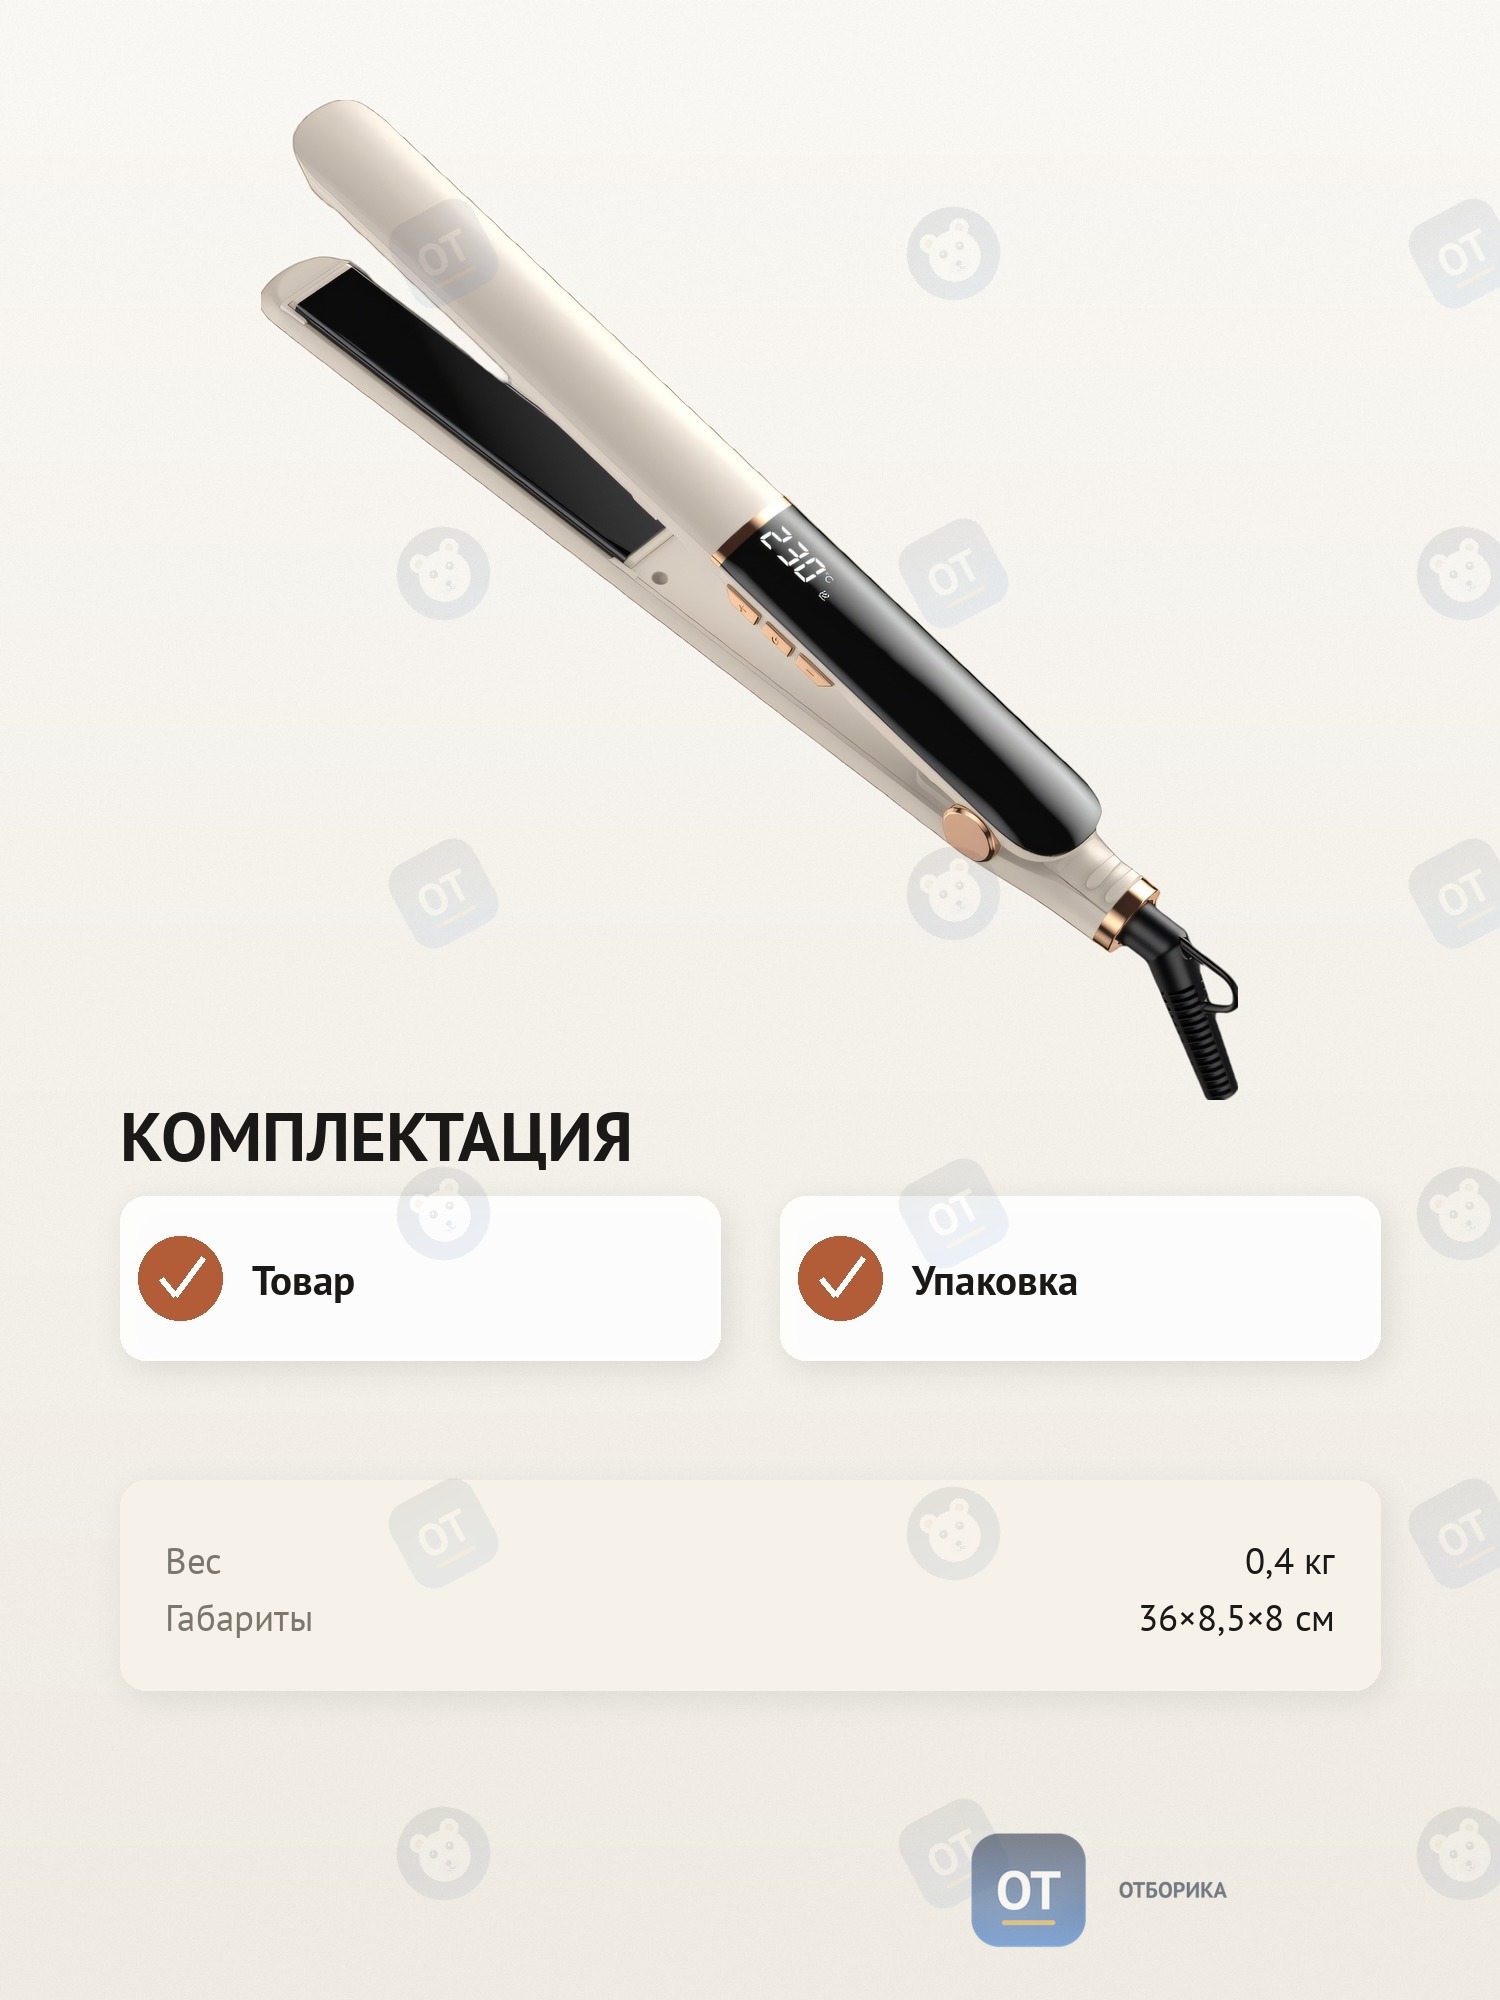 230 °C
КОМПЛЕКТАЦИЯ
Товар
Упаковка
Вес 0,4 кг
Габариты 36×8,5×8 см
ОТ ОТБОРИКА